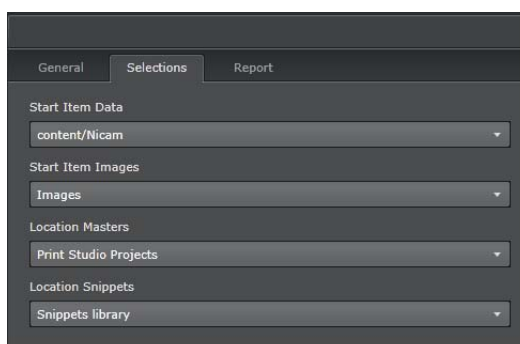 General Selections Report
Start Item Data
content/Nicam
Start Item Images
Images
Location Masters
Print Studio Projects
Location Snippets
Snippets library